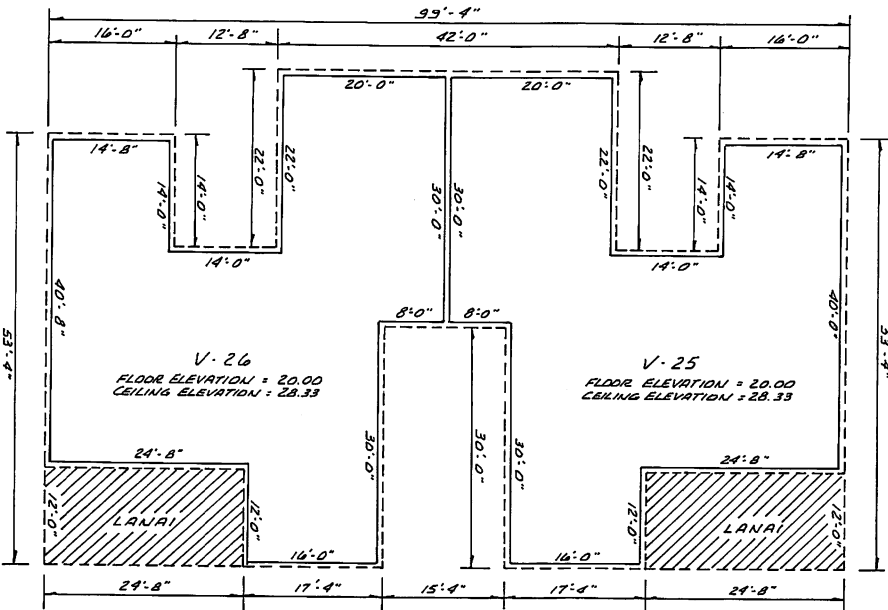 99'-4"
16'-0" 12'-8" 42'-0" 12'-8" 16'-0"
20'-0" 20'-0"
14'-8" 14'-0" 14'-0" 22'-0" 22'-0" 30'-0" 30'-0" 22'-0" 22'-0" 14'-0" 14'-0" 14'-8"
14'-0" 14'-0"
53'-4" 40'-8" 8'-0" 8'-0" 40'-0" 53'-4"
V-26
FLOOR ELEVATION = 20.00
CEILING ELEVATION = 28.33
V-25
FLOOR ELEVATION = 20.00
CEILING ELEVATION = 28.33
24'-8" 30'-0" 30'-0" 30'-0" 24'-8"
12'-0" LANAI 12'-0" 12'-0" LANAI 12'-0"
16'-0" 16'-0"
24'-8" 17'-4" 15'-4" 17'-4" 24'-8"